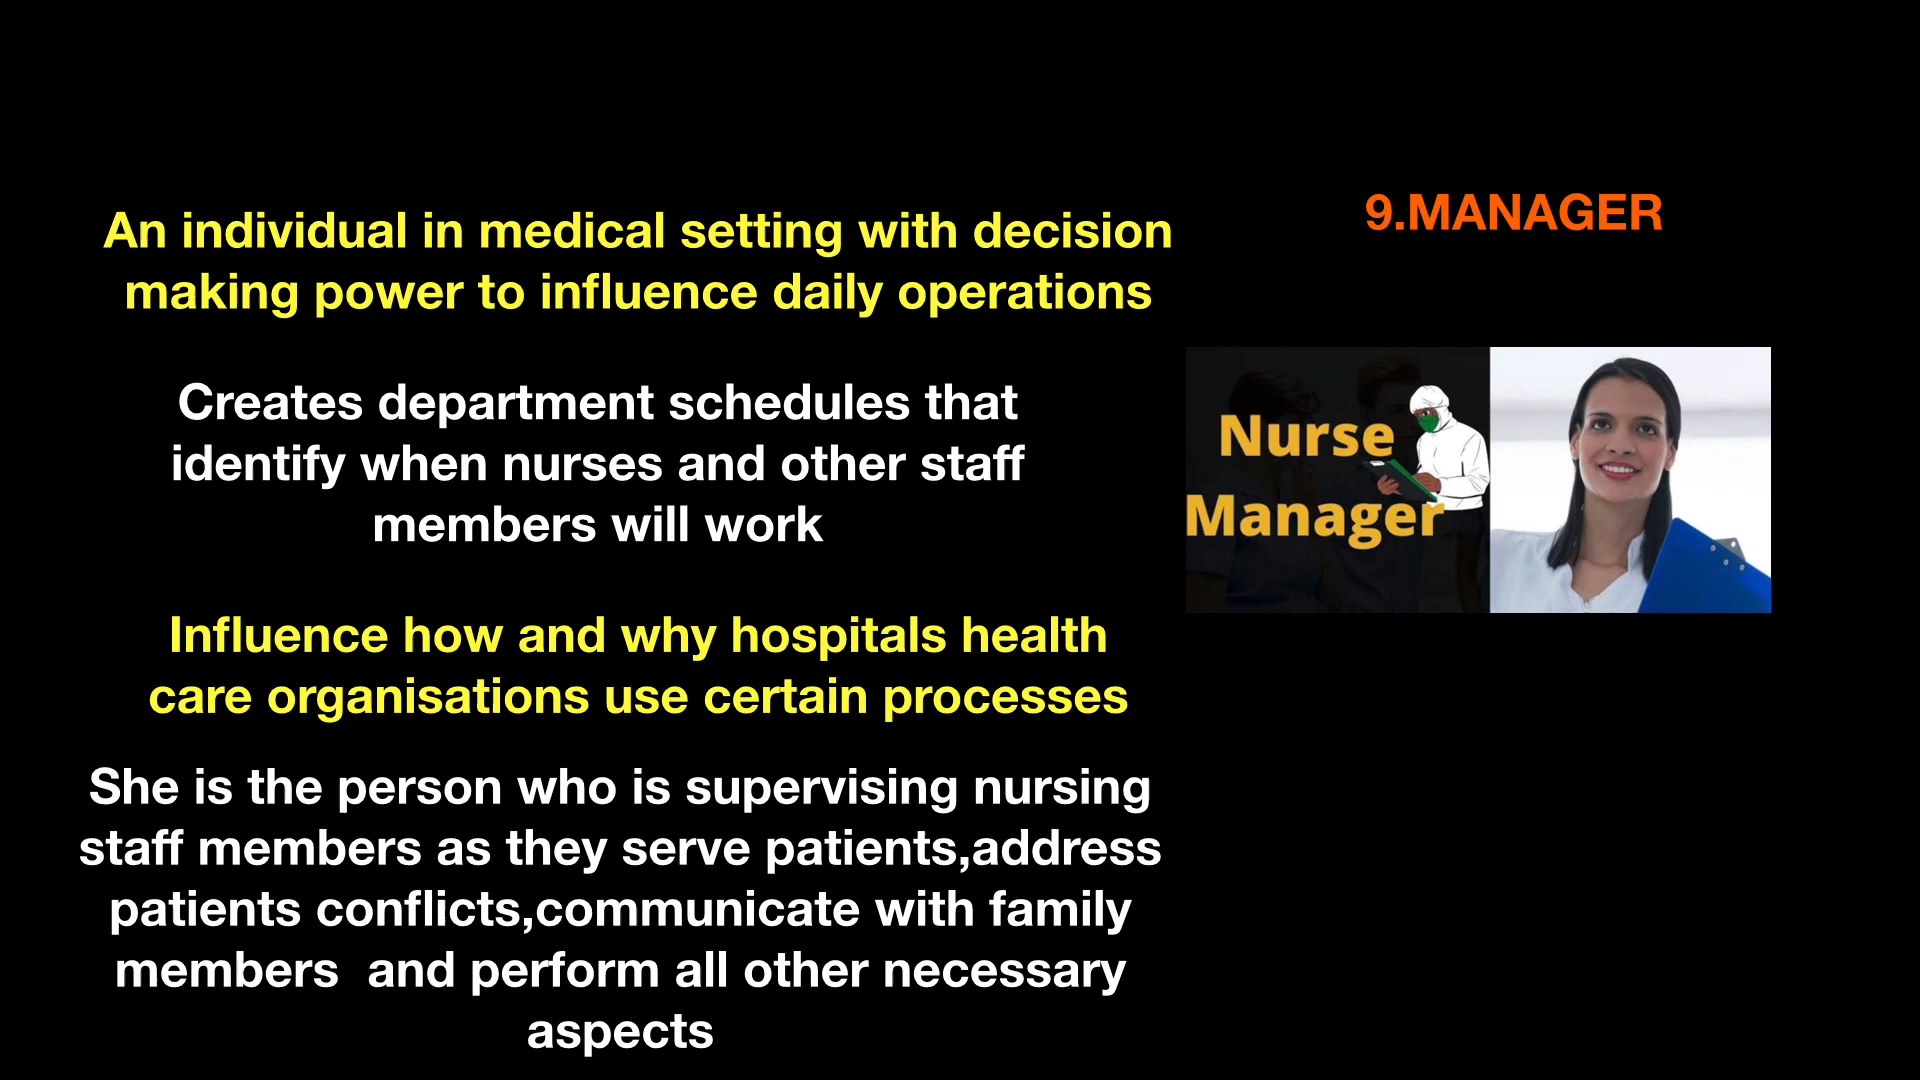 9.MANAGER
An individual in medical setting with decision
making power to influence daily operations
Creates department schedules that
identify when nurses and other staff
members will work
Influence how and why hospitals health
care organisations use certain processes
She is the person who is supervising nursing
staff members as they serve patients,address
patients conflicts,communicate with family
members  and perform all other necessary
aspects
Nurse
Manager